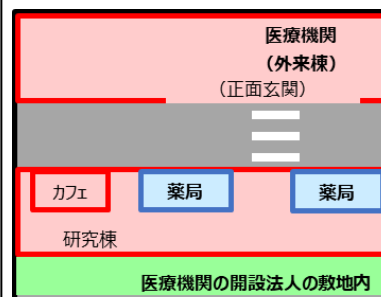 医療機関
(外来棟)
(正面玄関)
カフェ
薬局
薬局
研究棟
医療機関の開設法人の敷地内